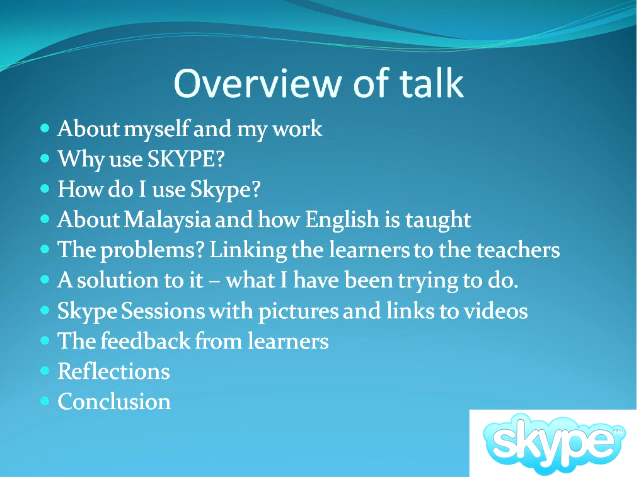 Overview of talk
• About myself and my work
• Why use SKYPE?
• How do I use Skype?
• About Malaysia and how English is taught
• The problems? Linking the learners to the teachers
• A solution to it – what I have been trying to do.
• Skype Sessions with pictures and links to videos
• The feedback from learners
• Reflections
• Conclusion
skype™